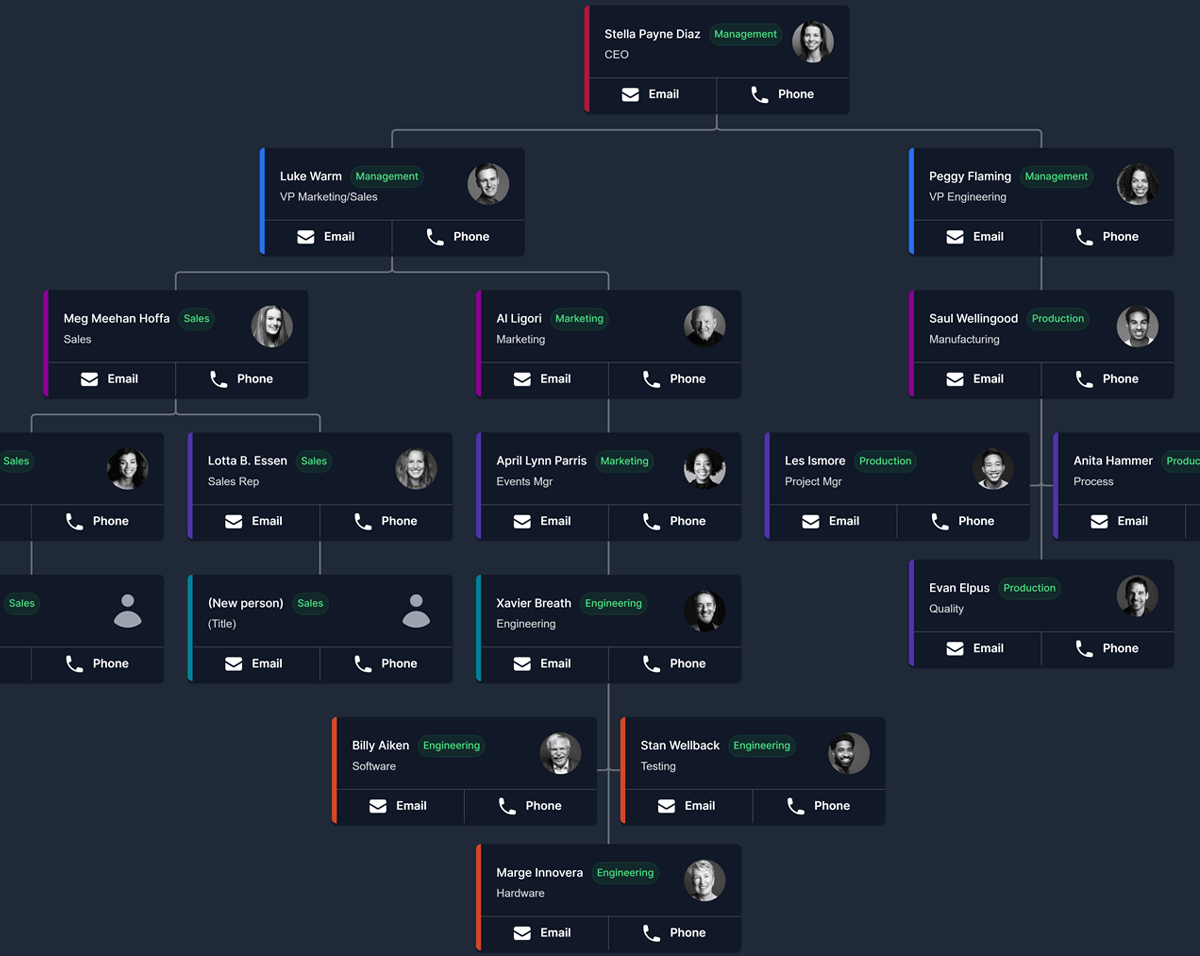 Stella Payne Diaz Management
CEO
Email Phone
Luke Warm Management
VP Marketing/Sales
Email Phone
Peggy Flaming Management
VP Engineering
Email Phone
Meg Meehan Hoffa Sales
Sales
Email Phone
Al Ligori Marketing
Marketing
Email Phone
Saul Wellingood Production
Manufacturing
Email Phone
Sales
Phone
Lotta B. Essen Sales
Sales Rep
Email Phone
April Lynn Parris Marketing
Events Mgr
Email Phone
Les Ismore Production
Project Mgr
Email Phone
Anita Hammer Produc
Process
Email
Sales
Phone
(New person) Sales
(Title)
Email Phone
Xavier Breath Engineering
Engineering
Email Phone
Evan Elpus Production
Quality
Email Phone
Billy Aiken Engineering
Software
Email Phone
Stan Wellback Engineering
Testing
Email Phone
Marge Innovera Engineering
Hardware
Email Phone